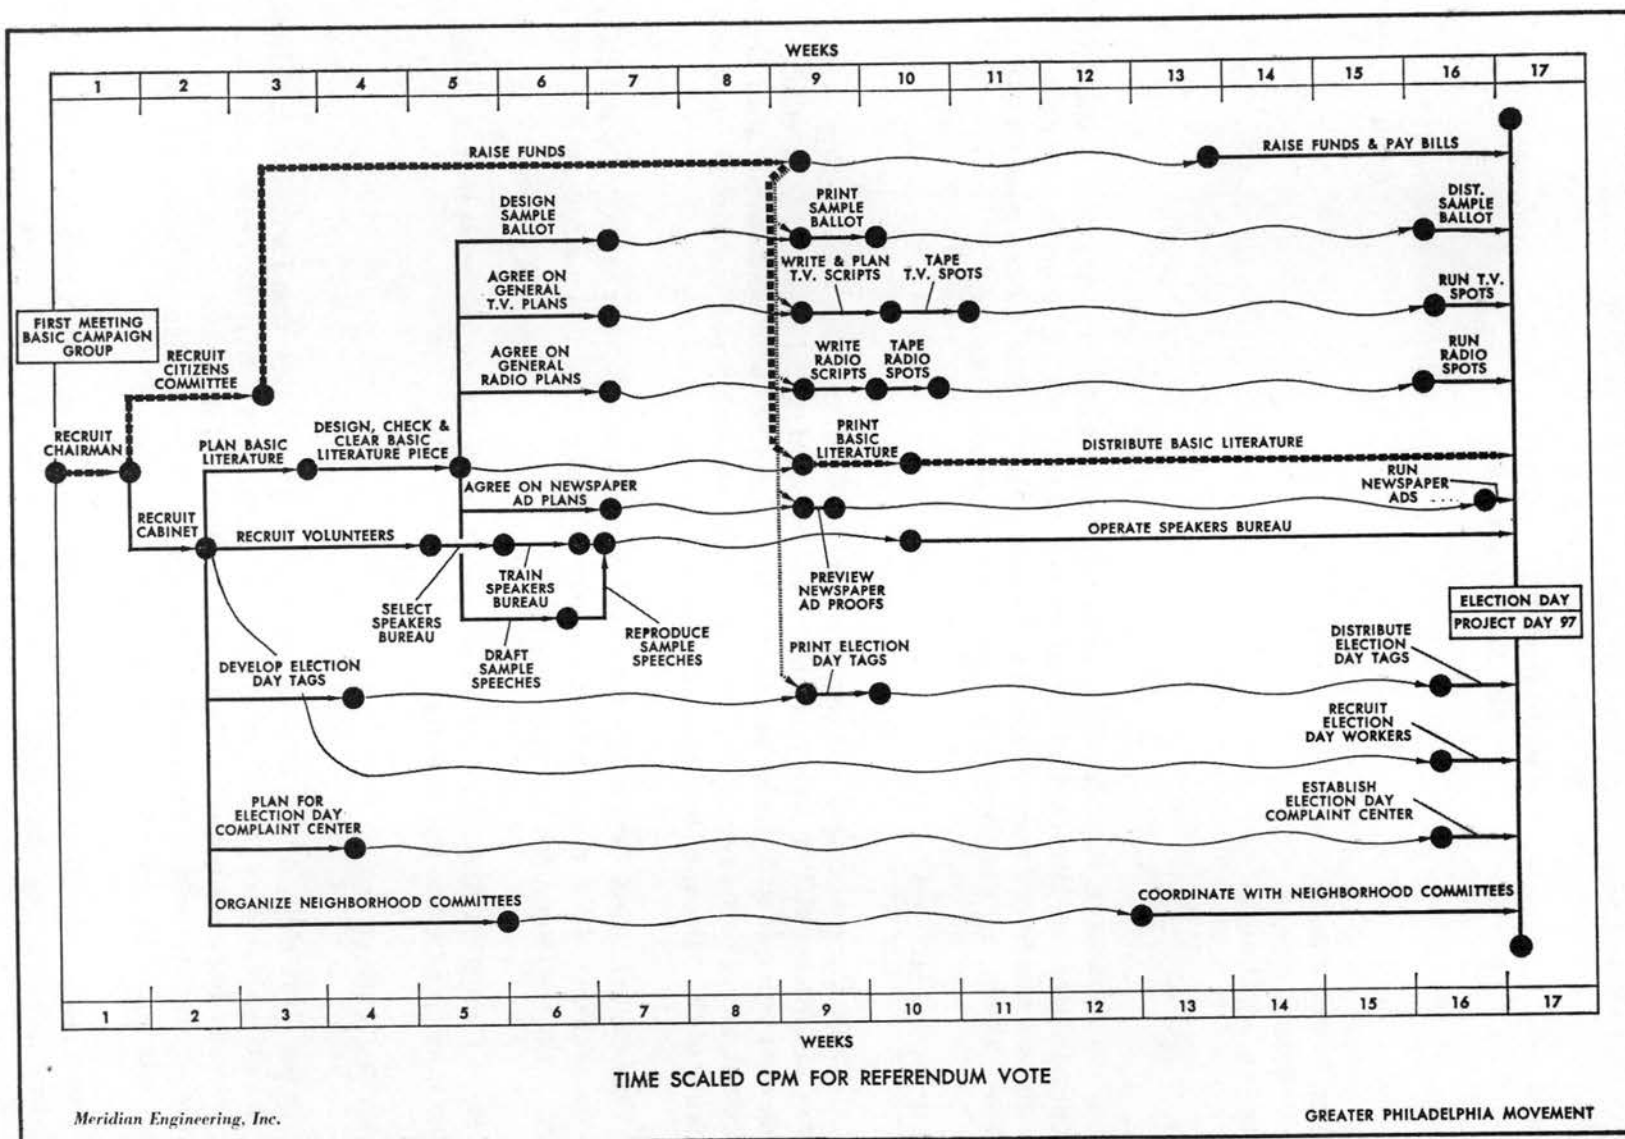 WEEKS
1 2 3 4 5 6 7 8 9 10 11 12 13 14 15 16 17
RAISE FUNDS
RAISE FUNDS & PAY BILLS
DESIGN
SAMPLE
BALLOT
PRINT
SAMPLE
BALLOT
DIST.
SAMPLE
BALLOT
AGREE ON
GENERAL
T.V. PLANS
WRITE & PLAN
T.V. SCRIPTS
TAPE
T.V. SPOTS
RUN T.V.
SPOTS
FIRST MEETING
BASIC CAMPAIGN
GROUP
RECRUIT
CITIZENS
COMMITTEE
AGREE ON
GENERAL
RADIO PLANS
WRITE
RADIO
SCRIPTS
TAPE
RADIO
SPOTS
RUN
RADIO
SPOTS
RECRUIT
CHAIRMAN
PLAN BASIC
LITERATURE
DESIGN, CHECK &
CLEAR BASIC
LITERATURE PIECE
PRINT
BASIC
LITERATURE
DISTRIBUTE BASIC LITERATURE
AGREE ON NEWSPAPER
AD PLANS
RUN
NEWSPAPER
ADS
RECRUIT
CABINET
RECRUIT VOLUNTEERS
OPERATE SPEAKERS BUREAU
SELECT
SPEAKERS
BUREAU
TRAIN
SPEAKERS
BUREAU
PREVIEW
NEWSPAPER
AD PROOFS
ELECTION DAY
PROJECT DAY 97
DRAFT
SAMPLE
SPEECHES
REPRODUCE
SAMPLE
SPEECHES
DEVELOP ELECTION
DAY TAGS
PRINT ELECTION
DAY TAGS
DISTRIBUTE
ELECTION
DAY TAGS
RECRUIT
ELECTION
DAY WORKERS
PLAN FOR
ELECTION DAY
COMPLAINT CENTER
ESTABLISH
ELECTION DAY
COMPLAINT CENTER
ORGANIZE NEIGHBORHOOD COMMITTEES
COORDINATE WITH NEIGHBORHOOD COMMITTEES
1 2 3 4 5 6 7 8 9 10 11 12 13 14 15 16 17
WEEKS
TIME SCALED CPM FOR REFERENDUM VOTE
Meridian Engineering, Inc.
GREATER PHILADELPHIA MOVEMENT